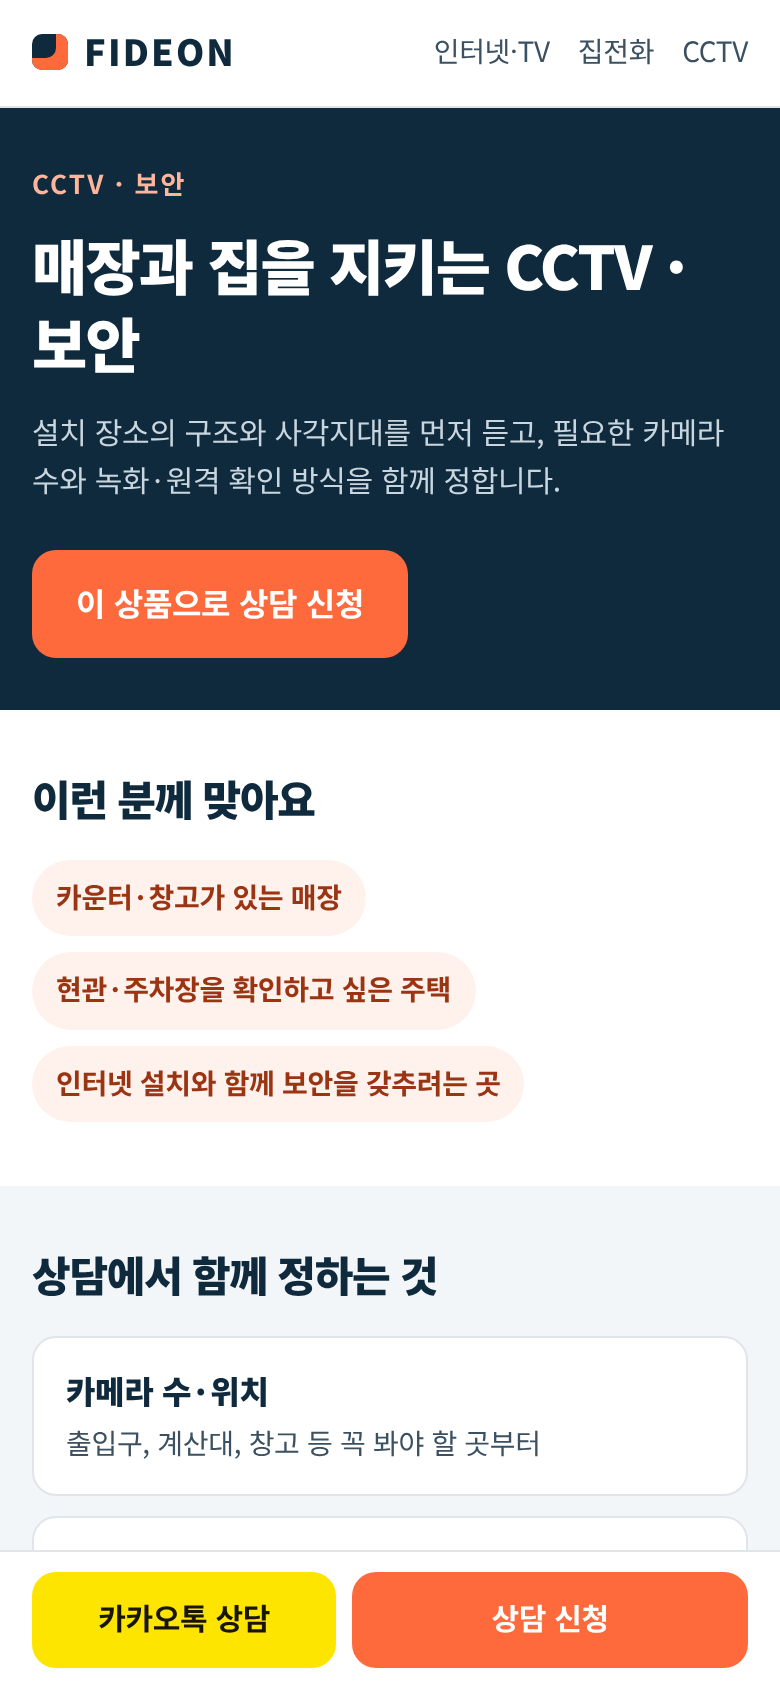 FIDEON
인터넷·TV 집전화 CCTV
CCTV · 보안
매장과 집을 지키는 CCTV ·
보안
설치 장소의 구조와 사각지대를 먼저 듣고, 필요한 카메라
수와 녹화·원격 확인 방식을 함께 정합니다.
이 상품으로 상담 신청
이런 분께 맞아요
카운터·창고가 있는 매장
현관·주차장을 확인하고 싶은 주택
인터넷 설치와 함께 보안을 갖추려는 곳
상담에서 함께 정하는 것
카메라 수·위치
출입구, 계산대, 창고 등 꼭 봐야 할 곳부터
카카오톡 상담
상담 신청